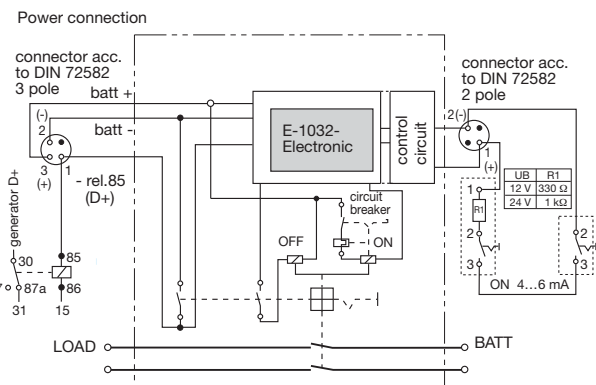 Power connection
connector acc.
to DIN 72582
3 pole
batt +
(-)
2
batt -
3
1
(+)
- rel.85
(D+)
generator D+
30
85
87a
86
31
15
E-1032-
Electronic
control
circuit
circuit
breaker
OFF
ON
LOAD
BATT
connector acc.
to DIN 72582
2 pole
2(-)
1
(+)
UB R1
12 V 330 Ω
24 V 1 kΩ
1
R1
2
3
2
3
ON 4...6 mA